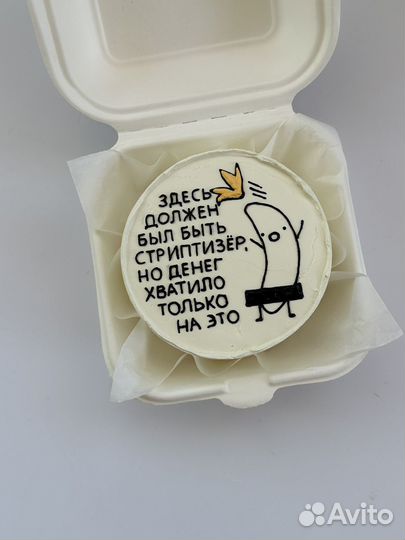 ЗДЕСЬ
ДОЛЖЕН
БЫЛ БЫТЬ
СТРИПТИЗЁР,
НО ДЕНЕГ
ХВАТИЛО
ТОЛЬКО
НА ЭТО
Avito